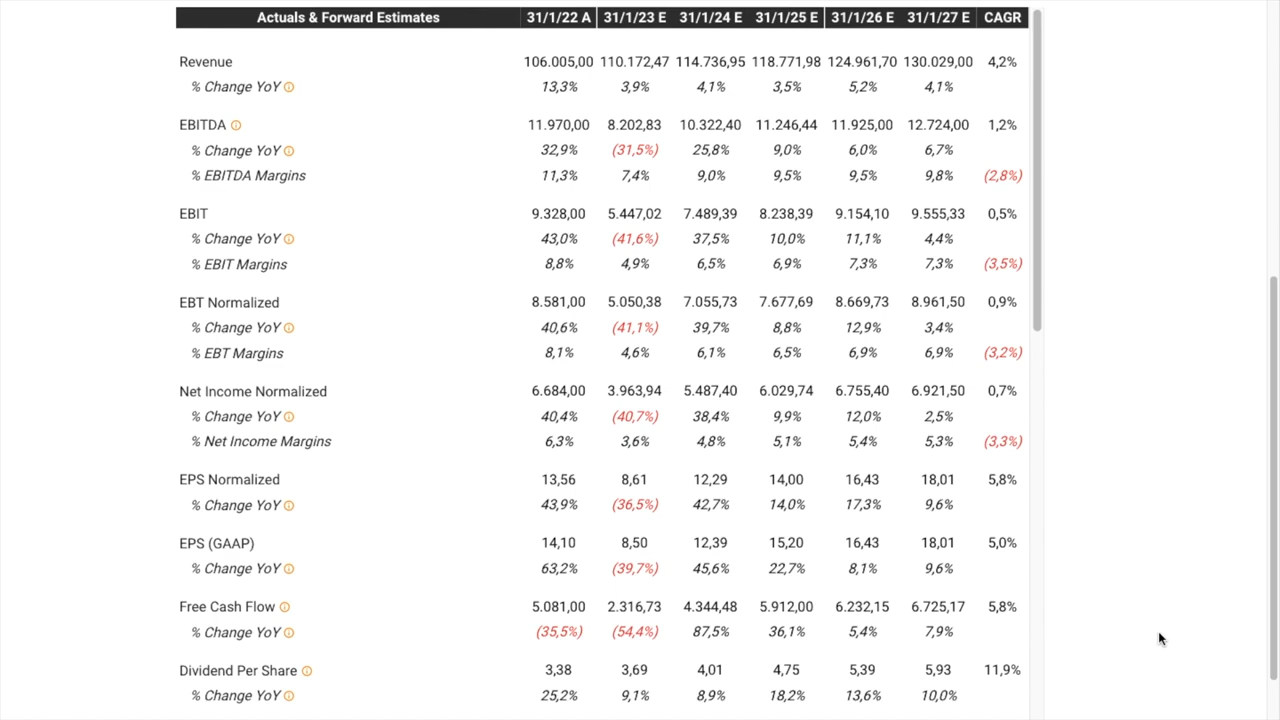 Actuals & Forward Estimates 31/1/22 A 31/1/23 E 31/1/24 E 31/1/25 E 31/1/26 E 31/1/27 E CAGR
Revenue 106.005,00 110.172,47 114.736,95 118.771,98 124.961,70 130.029,00 4,2%
% Change YoY 13,3% 3,9% 4,1% 3,5% 5,2% 4,1%
EBITDA 11.970,00 8.202,83 10.322,40 11.246,44 11.925,00 12.724,00 1,2%
% Change YoY 32,9% (31,5%) 25,8% 9,0% 6,0% 6,7%
% EBITDA Margins 11,3% 7,4% 9,0% 9,5% 9,5% 9,8% (2,8%)
EBIT 9.328,00 5.447,02 7.489,39 8.238,39 9.154,10 9.555,33 0,5%
% Change YoY 43,0% (41,6%) 37,5% 10,0% 11,1% 4,4%
% EBIT Margins 8,8% 4,9% 6,5% 6,9% 7,3% 7,3% (3,5%)
EBT Normalized 8.581,00 5.050,38 7.055,73 7.677,69 8.669,73 8.961,50 0,9%
% Change YoY 40,6% (41,1%) 39,7% 8,8% 12,9% 3,4%
% EBT Margins 8,1% 4,6% 6,1% 6,5% 6,9% 6,9% (3,2%)
Net Income Normalized 6.684,00 3.963,94 5.487,40 6.029,74 6.755,40 6.921,50 0,7%
% Change YoY 40,4% (40,7%) 38,4% 9,9% 12,0% 2,5%
% Net Income Margins 6,3% 3,6% 4,8% 5,1% 5,4% 5,3% (3,3%)
EPS Normalized 13,56 8,61 12,29 14,00 16,43 18,01 5,8%
% Change YoY 43,9% (36,5%) 42,7% 14,0% 17,3% 9,6%
EPS (GAAP) 14,10 8,50 12,39 15,20 16,43 18,01 5,0%
% Change YoY 63,2% (39,7%) 45,6% 22,7% 8,1% 9,6%
Free Cash Flow 5.081,00 2.316,73 4.344,48 5.912,00 6.232,15 6.725,17 5,8%
% Change YoY (35,5%) (54,4%) 87,5% 36,1% 5,4% 7,9%
Dividend Per Share 3,38 3,69 4,01 4,75 5,39 5,93 11,9%
% Change YoY 25,2% 9,1% 8,9% 18,2% 13,6% 10,0%